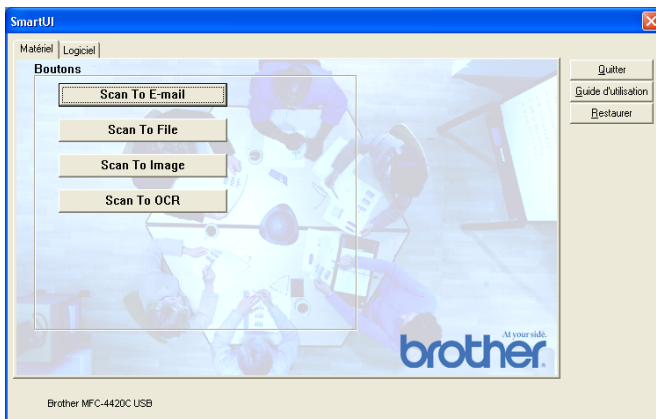 SmartUI
Matériel
Logiciel
Boutons
Scan To E-mail
Scan To File
Scan To Image
Scan To OCR
Quitter
Guide d'utilisation
Restaurer
At your side.
brother
Brother MFC-4420C USB